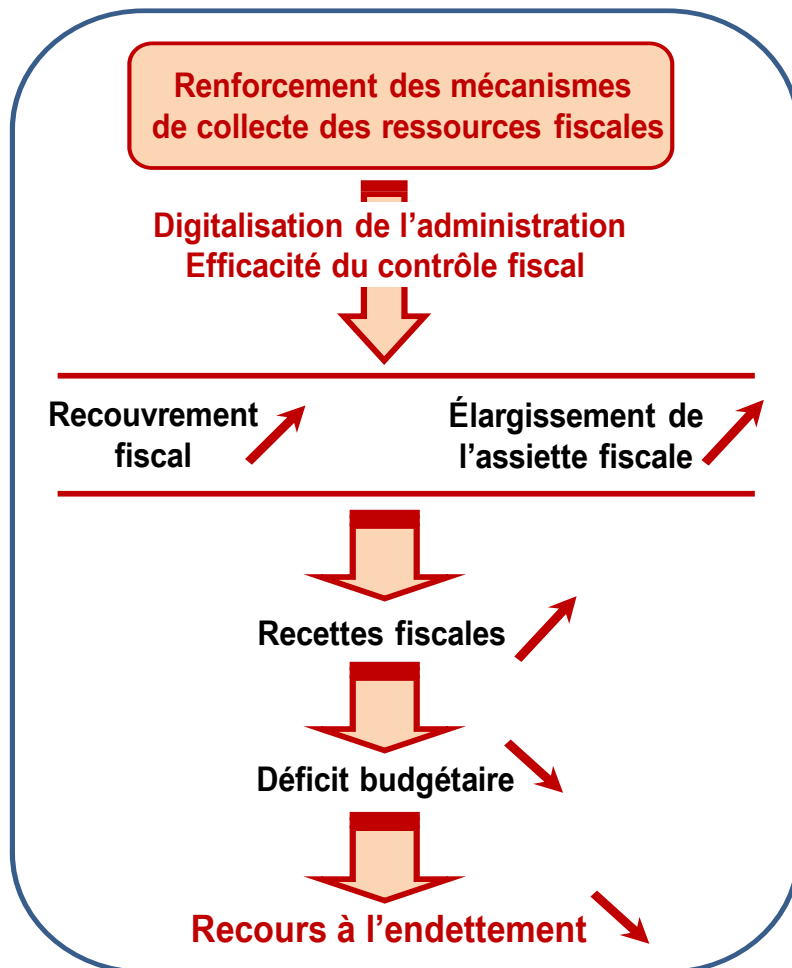 Renforcement des mécanismes
de collecte des ressources fiscales
Digitalisation de l’administration
Efficacité du contrôle fiscal
Recouvrement
fiscal
Élargissement de
l’assiette fiscale
Recettes fiscales
Déficit budgétaire
Recours à l’endettement